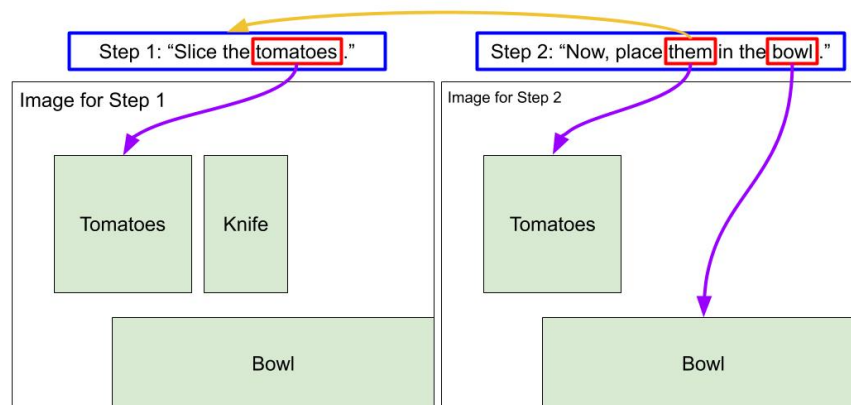 Step 1: “Slice the tomatoes.”
Step 2: “Now, place them in the bowl.”
Image for Step 1
Tomatoes
Knife
Bowl
Image for Step 2
Tomatoes
Bowl